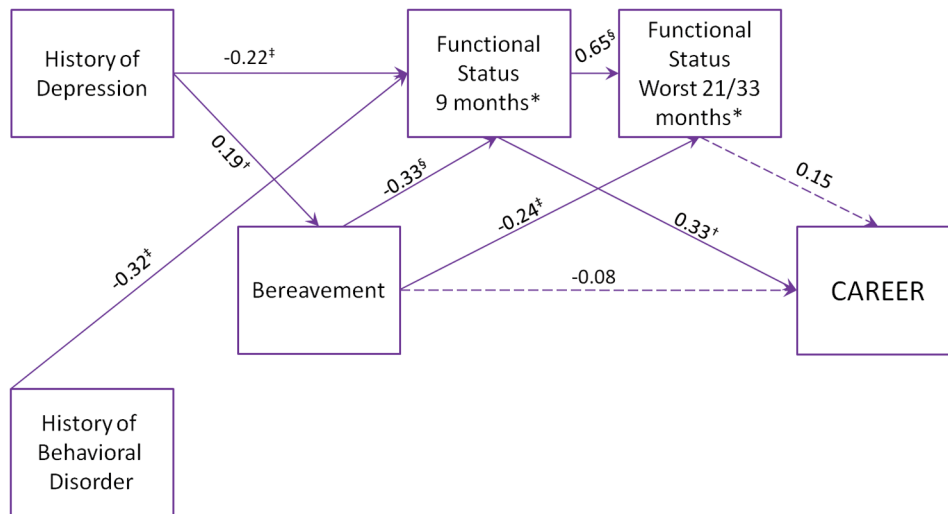 History of
Depression
-0.22‡
Functional
Status
9 months*
0.65§
Functional
Status
Worst 21/33
months*
0.19†
-0.33§
-0.24‡
0.33†
0.15
-0.32‡
Bereavement
-0.08
CAREER
History of
Behavioral
Disorder